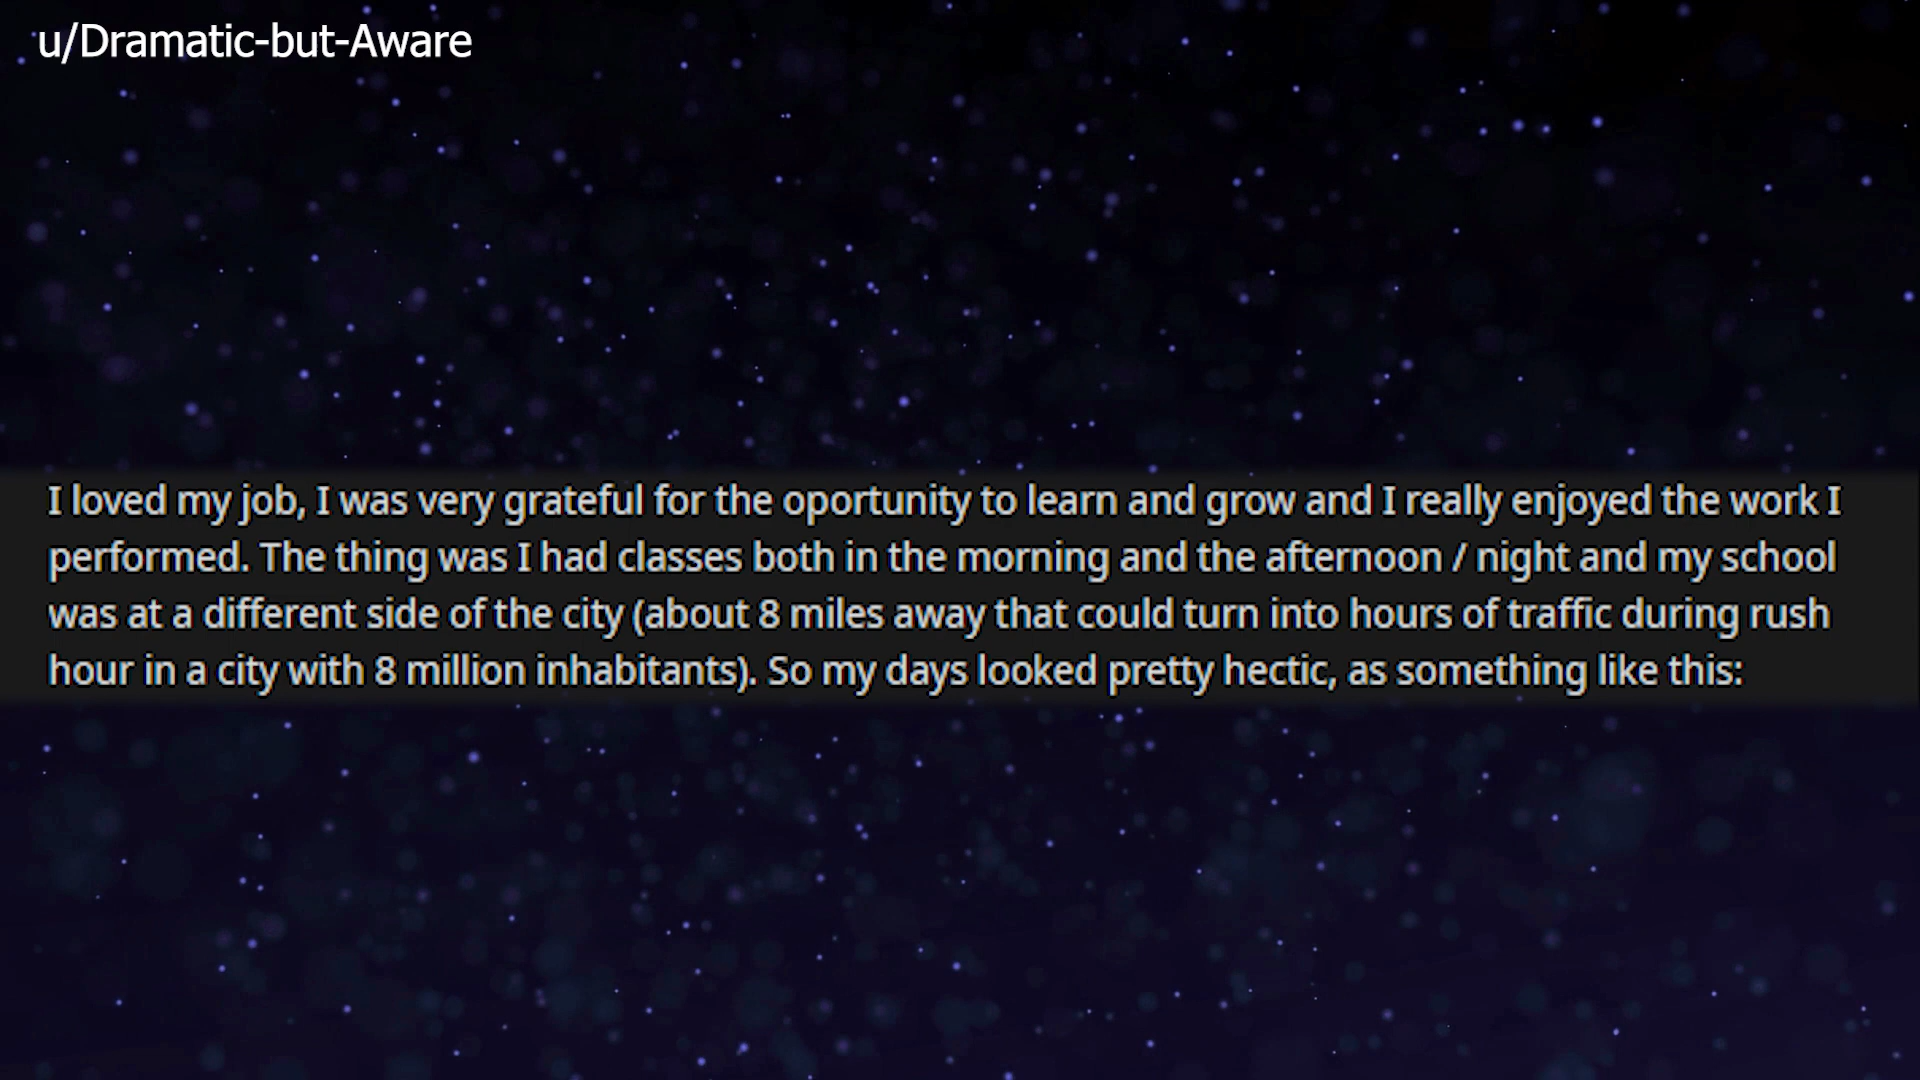 u/Dramatic-but-Aware
I loved my job, I was very grateful for the oportunity to learn and grow and I really enjoyed the work I
performed. The thing was I had classes both in the morning and the afternoon / night and my school
was at a different side of the city (about 8 miles away that could turn into hours of traffic during rush
hour in a city with 8 million inhabitants). So my days looked pretty hectic, as something like this: